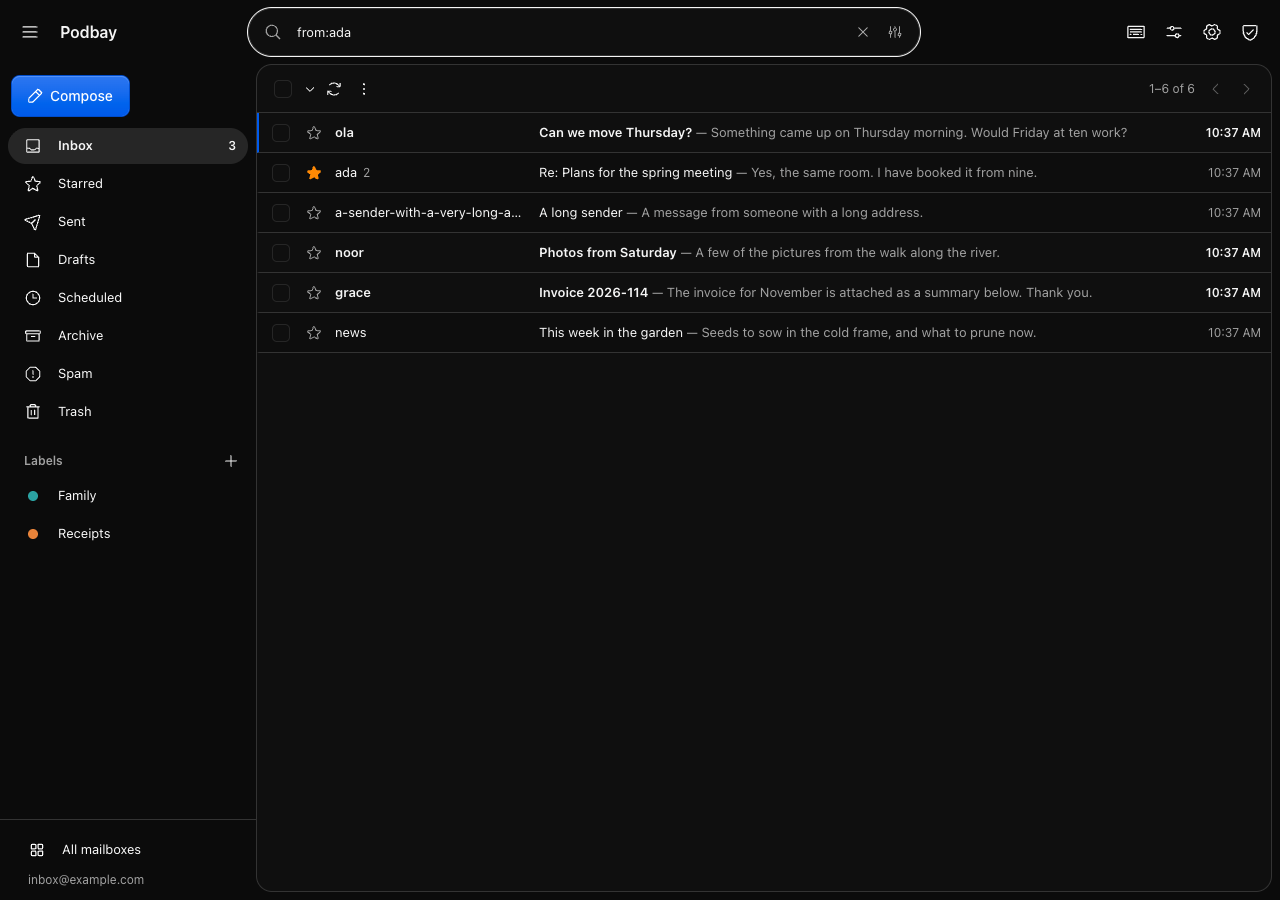 Podbay
from:ada
Compose
1–6 of 6
Inbox 3
Starred
Sent
Drafts
Scheduled
Archive
Spam
Trash
Labels
Family
Receipts
All mailboxes
inbox@example.com
ola Can we move Thursday? — Something came up on Thursday morning. Would Friday at ten work? 10:37 AM
ada 2 Re: Plans for the spring meeting — Yes, the same room. I have booked it from nine. 10:37 AM
a-sender-with-a-very-long-a... A long sender — A message from someone with a long address. 10:37 AM
noor Photos from Saturday — A few of the pictures from the walk along the river. 10:37 AM
grace Invoice 2026-114 — The invoice for November is attached as a summary below. Thank you. 10:37 AM
news This week in the garden — Seeds to sow in the cold frame, and what to prune now. 10:37 AM